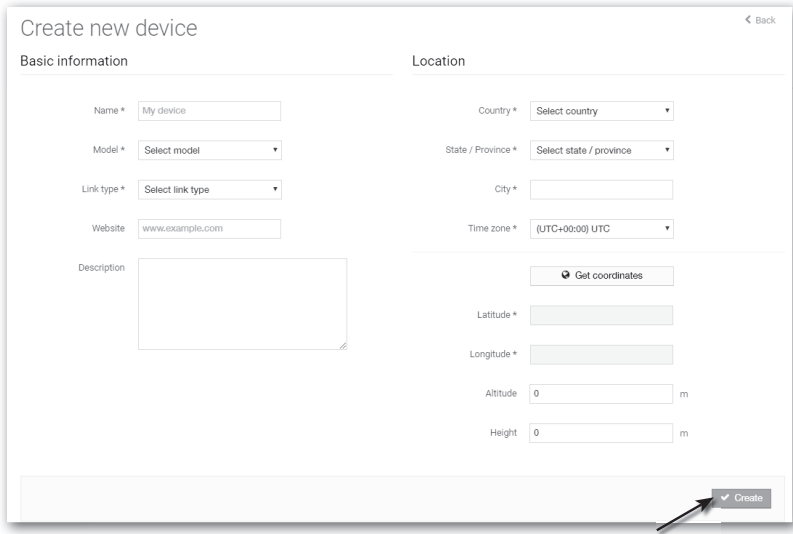 Create new device
Back
Basic information
Name *
My device
Model *
Select model
Link type *
Select link type
Website
www.example.com
Description
Location
Country *
Select country
State / Province *
Select state / province
City *
Time zone *
(UTC+00:00) UTC
Get coordinates
Latitude *
Longitude *
Altitude
0
m
Height
0
m
Create